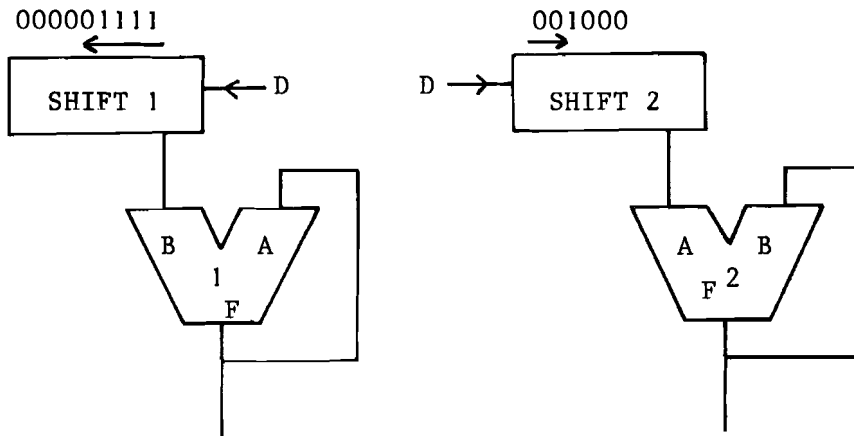 000001111 001000
SHIFT 1 D D SHIFT 2
B A A B
1 2
F F